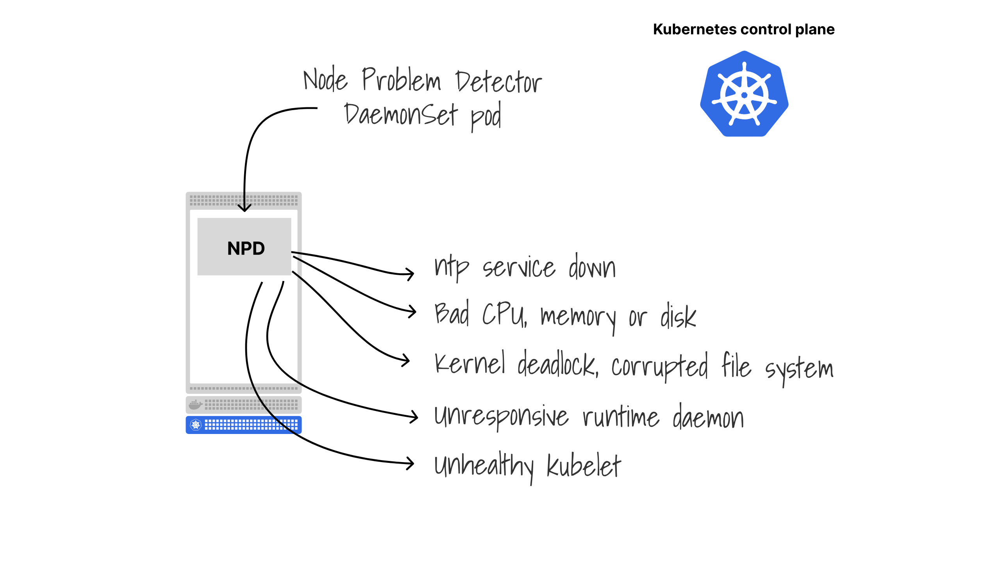 Kubernetes control plane
Node Problem Detector
DaemonSet pod
NPD
ntp service down
Bad CPU, memory or disk
Kernel deadlock, corrupted file system
Unresponsive runtime daemon
Unhealthy kubelet